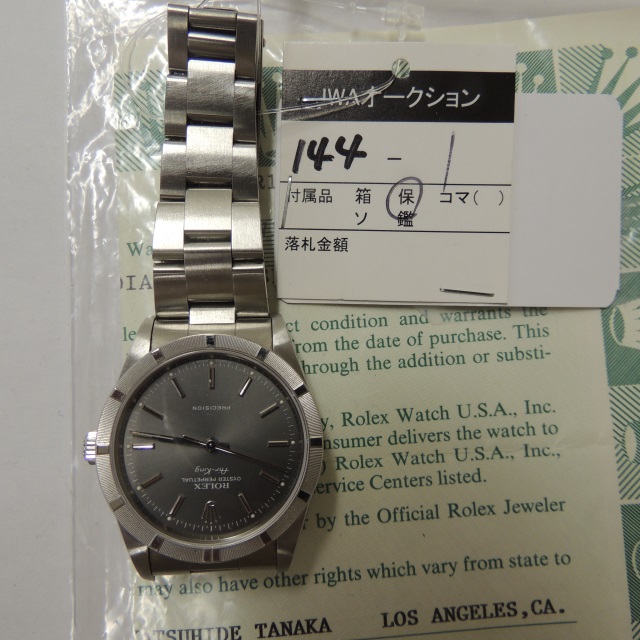 JWAオークション
144 - 1
付属品 箱 保 コマ( )
ソ 鑑
落札金額
ct condition and warrants the
from the date of purchase. This
through the addition or substi-
Rolex Watch U.S.A., Inc.
nsumer delivers the watch to
Rolex Watch U.S.A., Inc.,
ervice Centers listed.
by the Official Rolex Jeweler
may also have other rights which vary from state to
TSUHIDE TANAKA LOS ANGELES,CA.
ROLEX
OYSTER PERPETUAL
Air-King
PRECISION